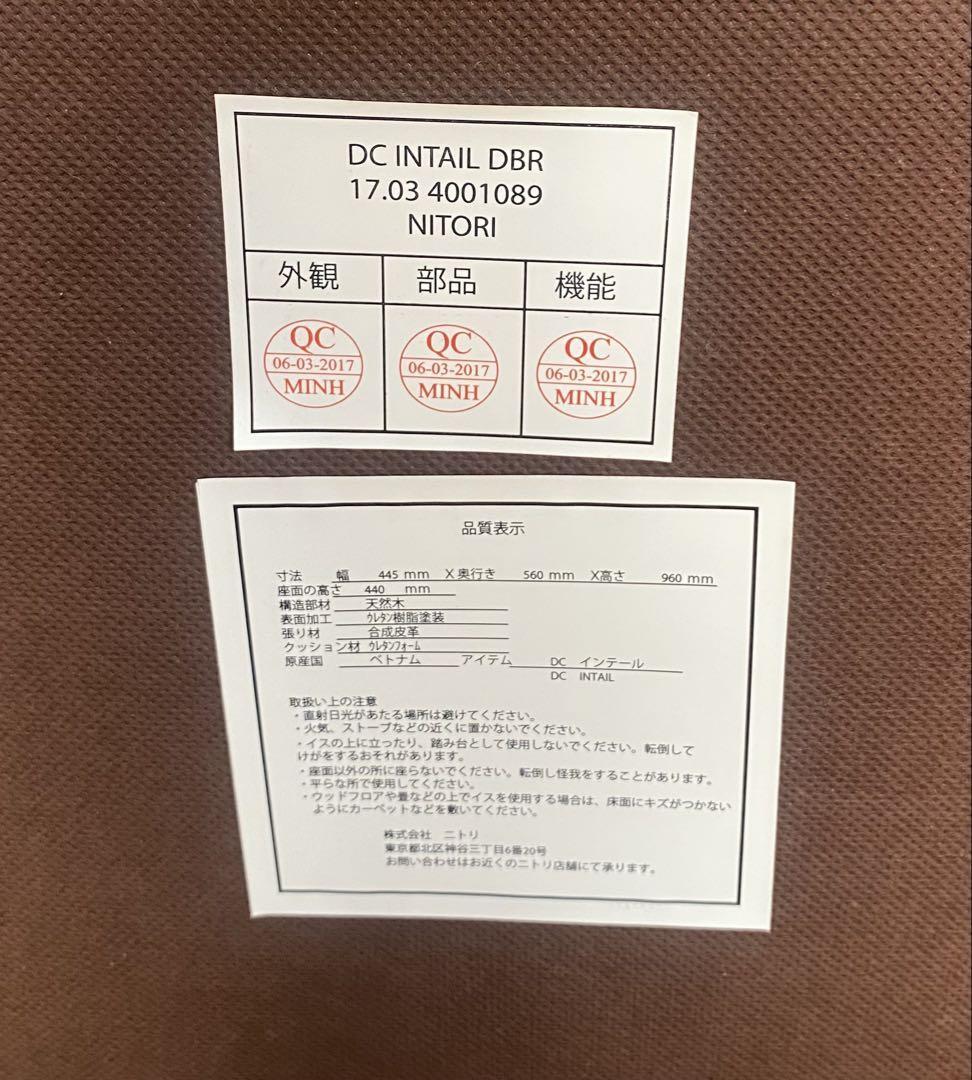 DC INTAIL DBR
17.03 4001089
NITORI
外観 部品 機能
QC QC QC
06-03-2017 06-03-2017 06-03-2017
MINH MINH MINH
品質表示
寸法 幅 445 mm X 奥行き 560 mm X高さ 960 mm
座面の高さ 440 mm
構造部材 天然木
表面加工 ｳﾚﾀﾝ樹脂塗装
張り材 合成皮革
クッション材 ｳﾚﾀﾝﾌｫｰﾑ
原産国 ベトナム アイテム DC インテール
DC INTAIL
取扱い上の注意
・直射日光があたる場所は避けてください。
・火気、ストーブなどの近くに置かないでください。
・イスの上に立ったり、踏み台として使用しないでください。転倒して
けがをするおそれがあります。
・座面以外の所に座らないでください。転倒し怪我をすることがあります。
・平らな所で使用してください。
・ウッドフロアや畳などの上でイスを使用する場合は、床面にキズがつかない
ようにカーペットなどを敷いてください。
株式会社 ニトリ
東京都北区神谷三丁目6番20号
お問い合わせはお近くのニトリ店舗にて承ります。